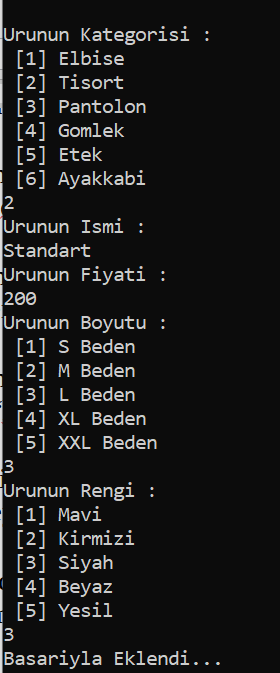 Urunun Kategorisi :
[1] Elbise
[2] Tisort
[3] Pantolon
[4] Gomlek
[5] Etek
[6] Ayakkabi
2
Urunun Ismi :
Standart
Urunun Fiyati :
200
Urunun Boyutu :
[1] S Beden
[2] M Beden
[3] L Beden
[4] XL Beden
[5] XXL Beden
3
Urunun Rengi :
[1] Mavi
[2] Kirmizi
[3] Siyah
[4] Beyaz
[5] Yesil
3
Basariyla Eklendi...